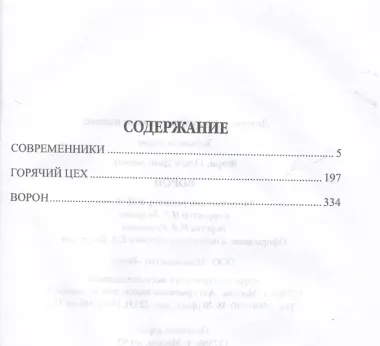 СОДЕРЖАНИЕ
СОВРЕМЕННИКИ 5
ГОРЯЧИЙ ЦЕХ 197
ВОРОН 334